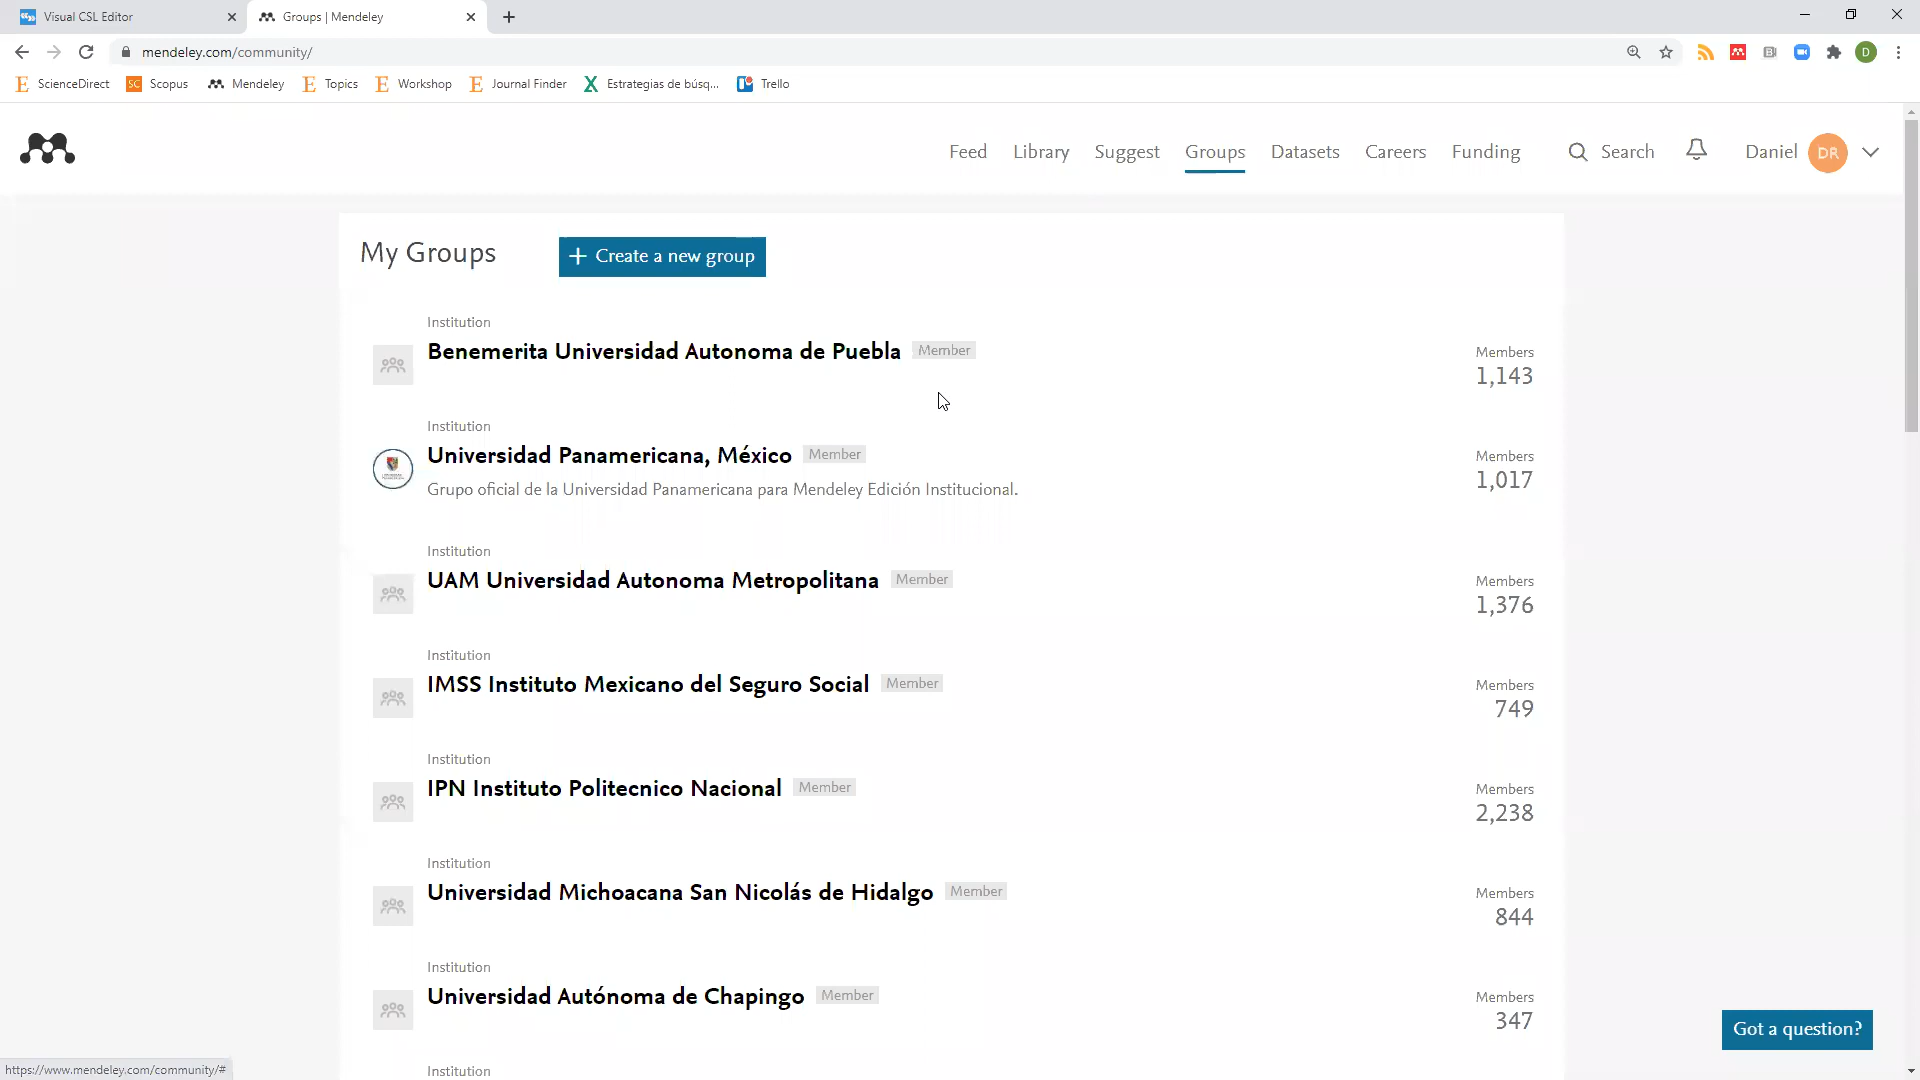 Visual CSL Editor
Groups | Mendeley
mendeley.com/community/
D
E ScienceDirect
SC Scopus
Mendeley
E Topics
E Workshop
E Journal Finder
X Estrategias de búsq...
Trello
Feed
Library
Suggest
Groups
Datasets
Careers
Funding
Search
Daniel
DR
My Groups
+ Create a new group
Institution
Benemerita Universidad Autonoma de Puebla Member
Members
1,143
Institution
Universidad Panamericana, México Member
Grupo oficial de la Universidad Panamericana para Mendeley Edición Institucional.
Members
1,017
Institution
UAM Universidad Autonoma Metropolitana Member
Members
1,376
Institution
IMSS Instituto Mexicano del Seguro Social Member
Members
749
Institution
IPN Instituto Politecnico Nacional Member
Members
2,238
Institution
Universidad Michoacana San Nicolás de Hidalgo Member
Members
844
Institution
Universidad Autónoma de Chapingo Member
Members
347
Institution
Got a question?
https://www.mendeley.com/community/#